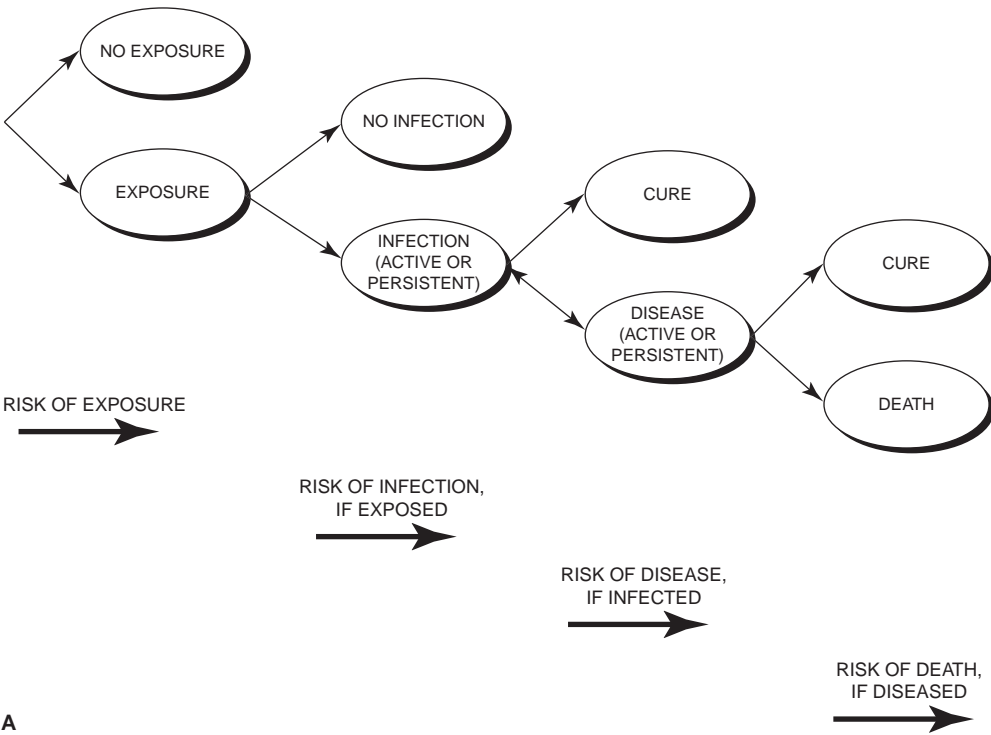 NO EXPOSURE
EXPOSURE
NO INFECTION
INFECTION
(ACTIVE OR
PERSISTENT)
CURE
DISEASE
(ACTIVE OR
PERSISTENT)
CURE
DEATH
RISK OF EXPOSURE
RISK OF INFECTION,
IF EXPOSED
RISK OF DISEASE,
IF INFECTED
RISK OF DEATH,
IF DISEASED
A